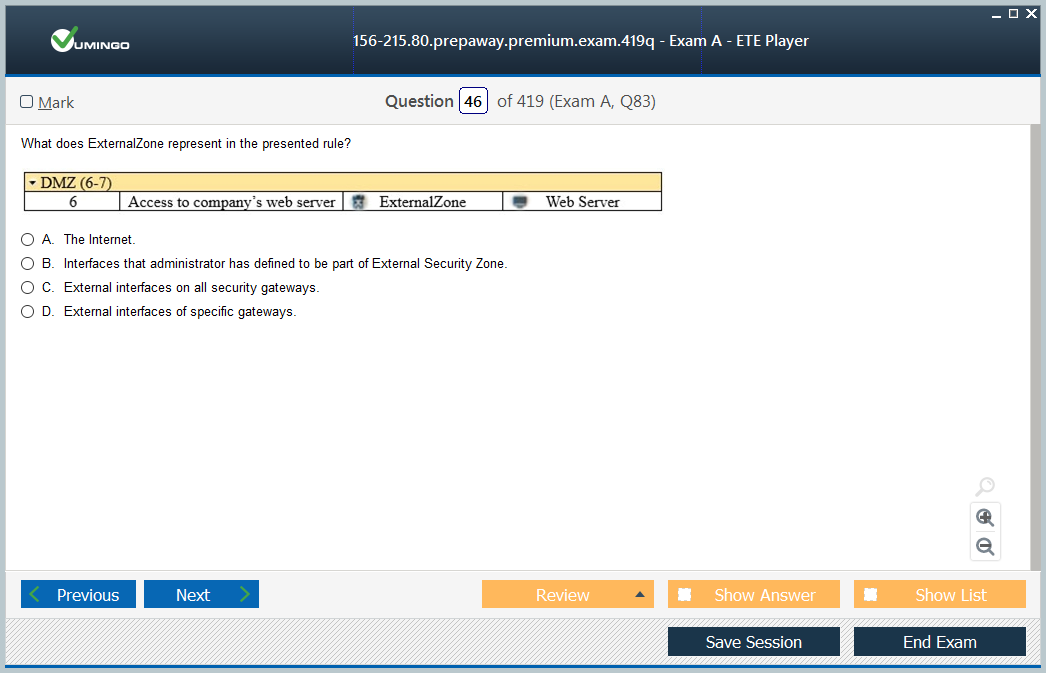 VUMINGO
156-215.80.prepaway.premium.exam.419q - Exam A - ETE Player
Mark
Question 46 of 419 (Exam A, Q83)
What does ExternalZone represent in the presented rule?
DMZ (6-7)
6 Access to company's web server ExternalZone Web Server
A. The Internet.
B. Interfaces that administrator has defined to be part of External Security Zone.
C. External interfaces on all security gateways.
D. External interfaces of specific gateways.
Previous Next Review Show Answer Show List
Save Session End Exam